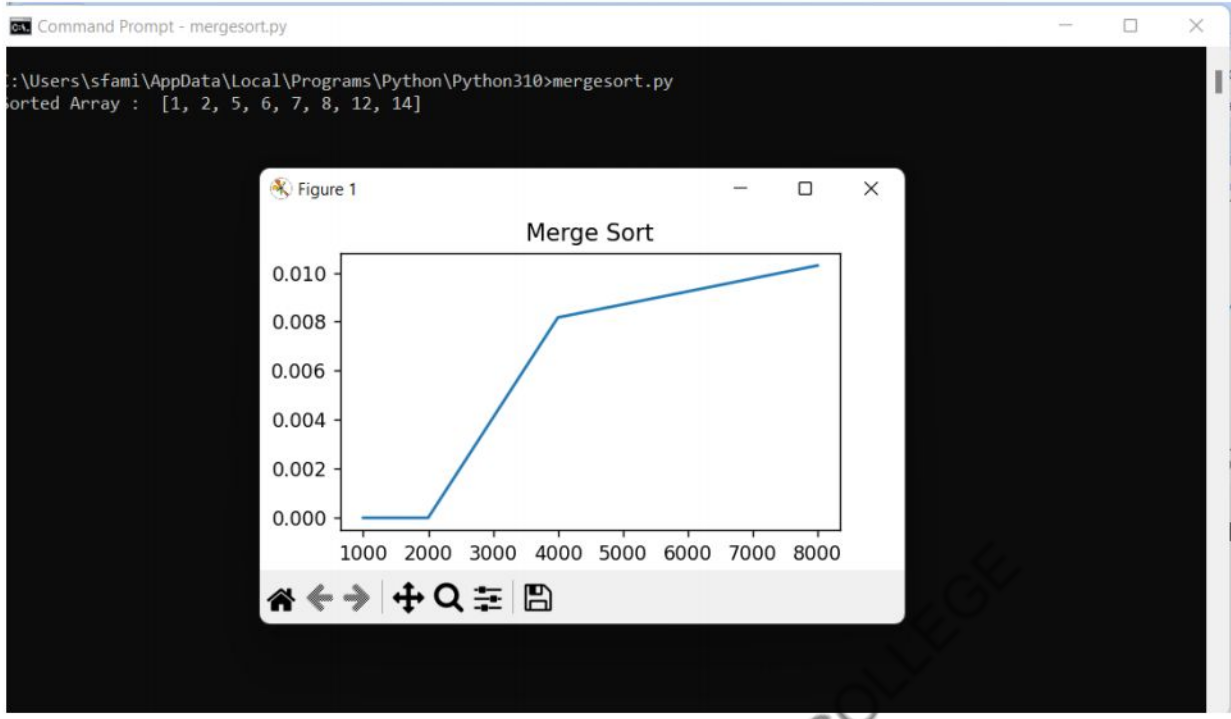 Command Prompt - mergesort.py
:\Users\sfami\AppData\Local\Programs\Python\Python310>mergesort.py
orted Array :  [1, 2, 5, 6, 7, 8, 12, 14]
Figure 1
Merge Sort
0.010
0.008
0.006
0.004
0.002
0.000
1000 2000 3000 4000 5000 6000 7000 8000
COLLEGE